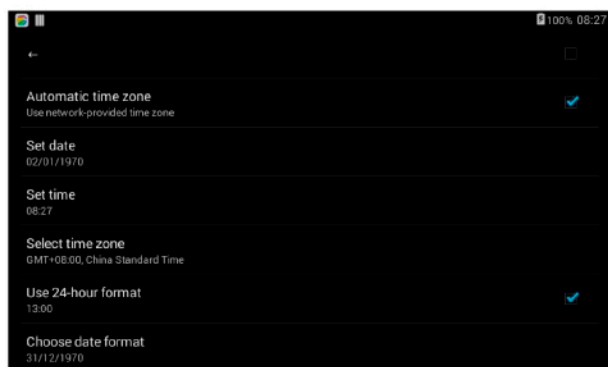 100% 08:27
←
Automatic time zone
Use network-provided time zone
Set date
02/01/1970
Set time
08:27
Select time zone
GMT+08:00, China Standard Time
Use 24-hour format
13:00
Choose date format
31/12/1970